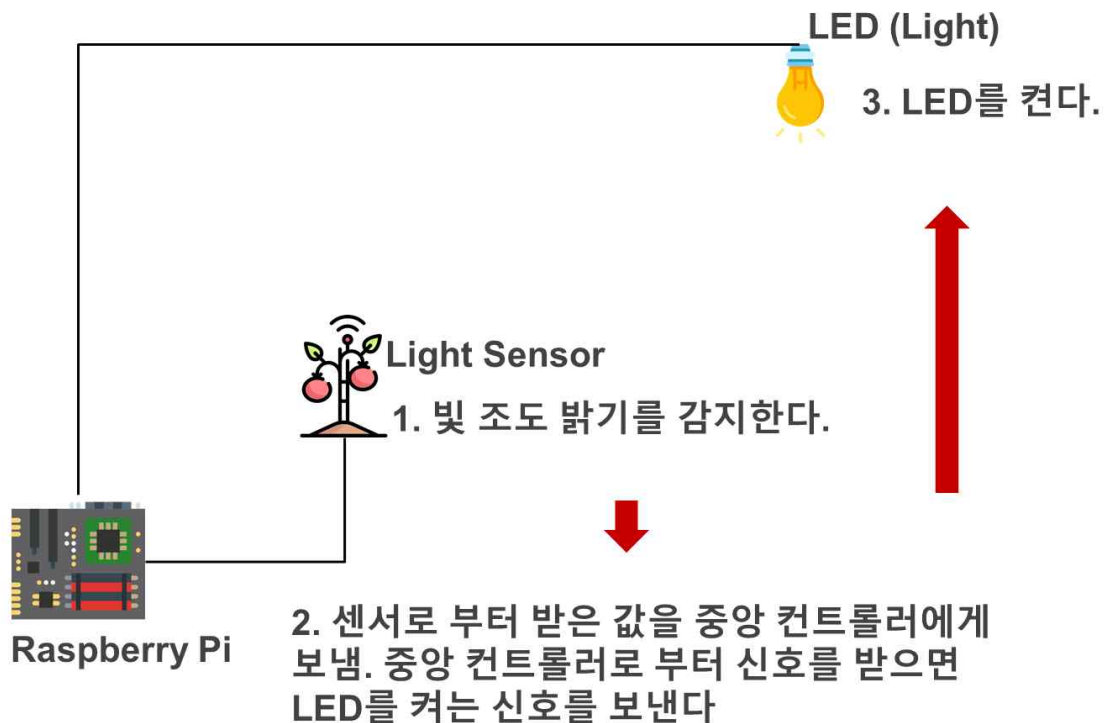 LED (Light)
3. LED를 켠다.
Light Sensor
1. 빛 조도 밝기를 감지한다.
Raspberry Pi
2. 센서로 부터 받은 값을 중앙 컨트롤러에게
보냄. 중앙 컨트롤러로 부터 신호를 받으면
LED를 켜는 신호를 보낸다